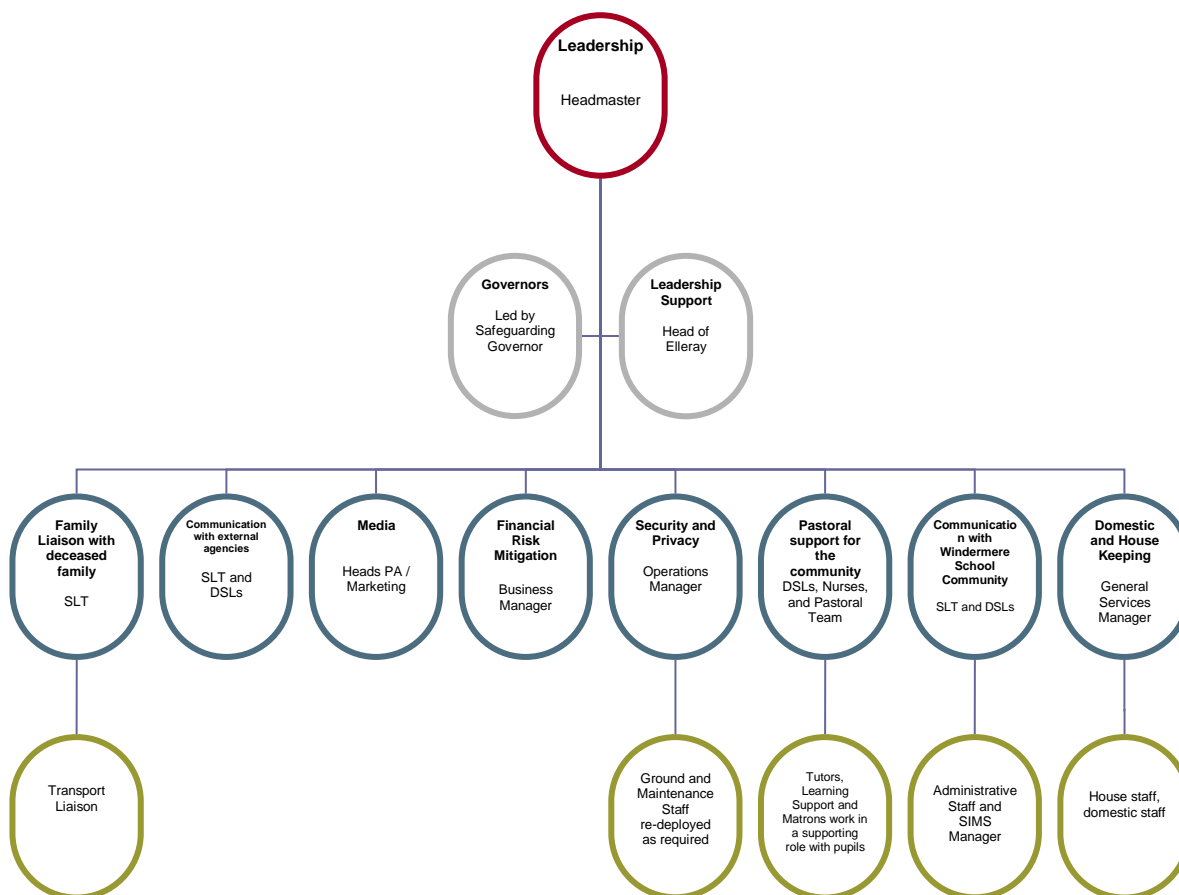 Leadership
Headmaster
Governors
Led by
Safeguarding
Governor
Leadership
Support
Head of
Elleray
Family
Liaison with
deceased
family
SLT
Communication
with external
agencies
SLT and
DSLs
Media
Heads PA /
Marketing
Financial
Risk
Mitigation
Business
Manager
Security and
Privacy
Operations
Manager
Pastoral
support for
the
community
DSLs, Nurses,
and Pastoral
Team
Communicatio
n with
Windermere
School
Community
SLT and DSLs
Domestic
and House
Keeping
General
Services
Manager
Transport
Liaison
Ground and
Maintenance
Staff
re-deployed
as required
Tutors,
Learning
Support and
Matrons work in
a supporting
role with pupils
Administrative
Staff and
SIMS
Manager
House staff,
domestic staff